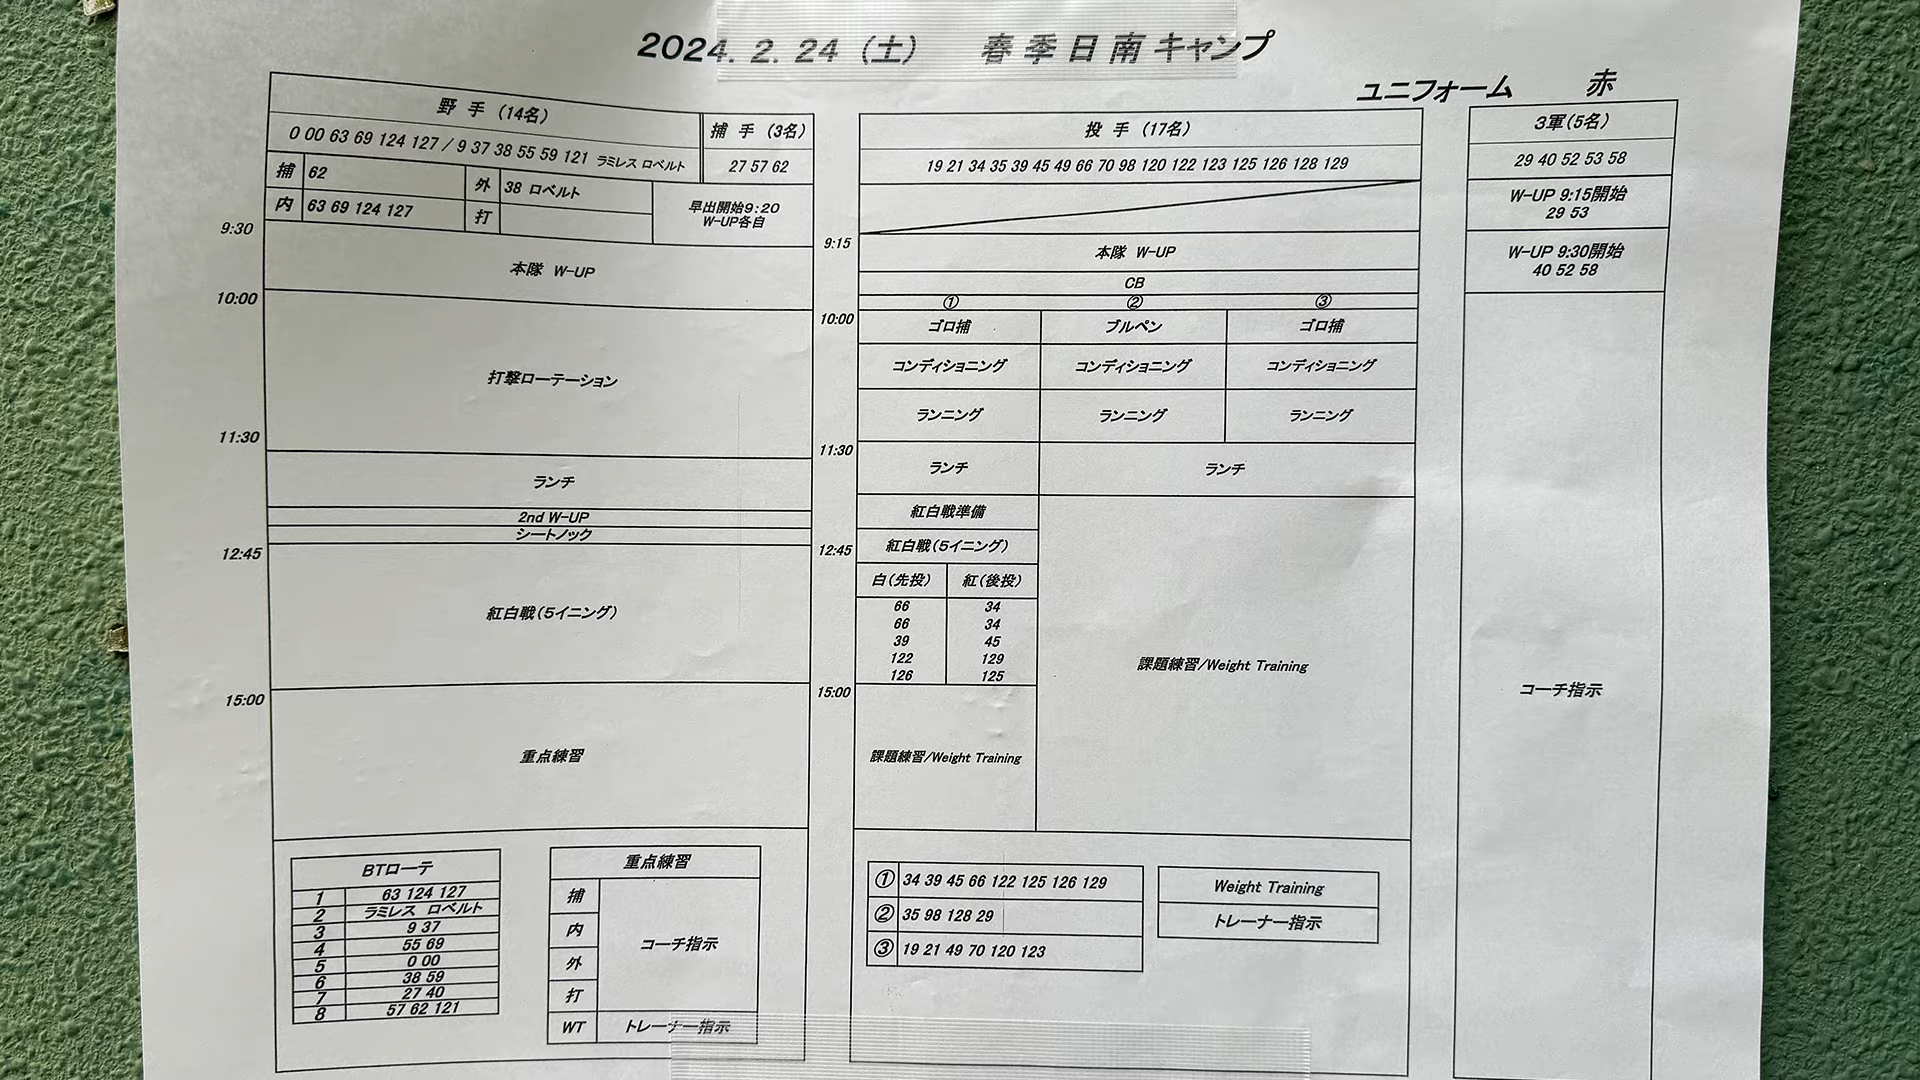 2024. 2. 24 (土) 春季日南キャンプ
ユニフォーム 赤
野 手 (14名)
0 00 63 69 124 127 / 9 37 38 55 59 121 ラミレス ロベルト
捕 手 (3名)
27 57 62
捕 62
外 38 ロベルト
内 63 69 124 127
打
早出開始9:20
W-UP各自
9:30
本隊 W-UP
10:00
打撃ローテーション
11:30
ランチ
2nd W-UP
シートノック
12:45
紅白戦(5イニング)
15:00
重点練習
BTローテ
1 63 124 127
2 ラミレス ロベルト
3 9 37
4 55 69
5 0 00
6 38 59
7 27 40
8 57 62 121
重点練習
捕
内
外
打
コーチ指示
WT トレーナー指示
投 手 (17名)
19 21 34 35 39 45 49 66 70 98 120 122 123 125 126 128 129
9:15
本隊 W-UP
CB
① ② ③
10:00
ゴロ捕 ブルペン ゴロ捕
コンディショニング コンディショニング コンディショニング
ランニング ランニング ランニング
11:30
ランチ ランチ
紅白戦準備
12:45
紅白戦(5イニング)
白(先投) 紅(後投)
66 34
66 34
39 45
122 129
126 125
課題練習/Weight Training
15:00
課題練習/Weight Training
① 34 39 45 66 122 125 126 129
② 35 98 128 29
③ 19 21 49 70 120 123
Weight Training
トレーナー指示
3軍(5名)
29 40 52 53 58
W-UP 9:15開始
29 53
W-UP 9:30開始
40 52 58
コーチ指示